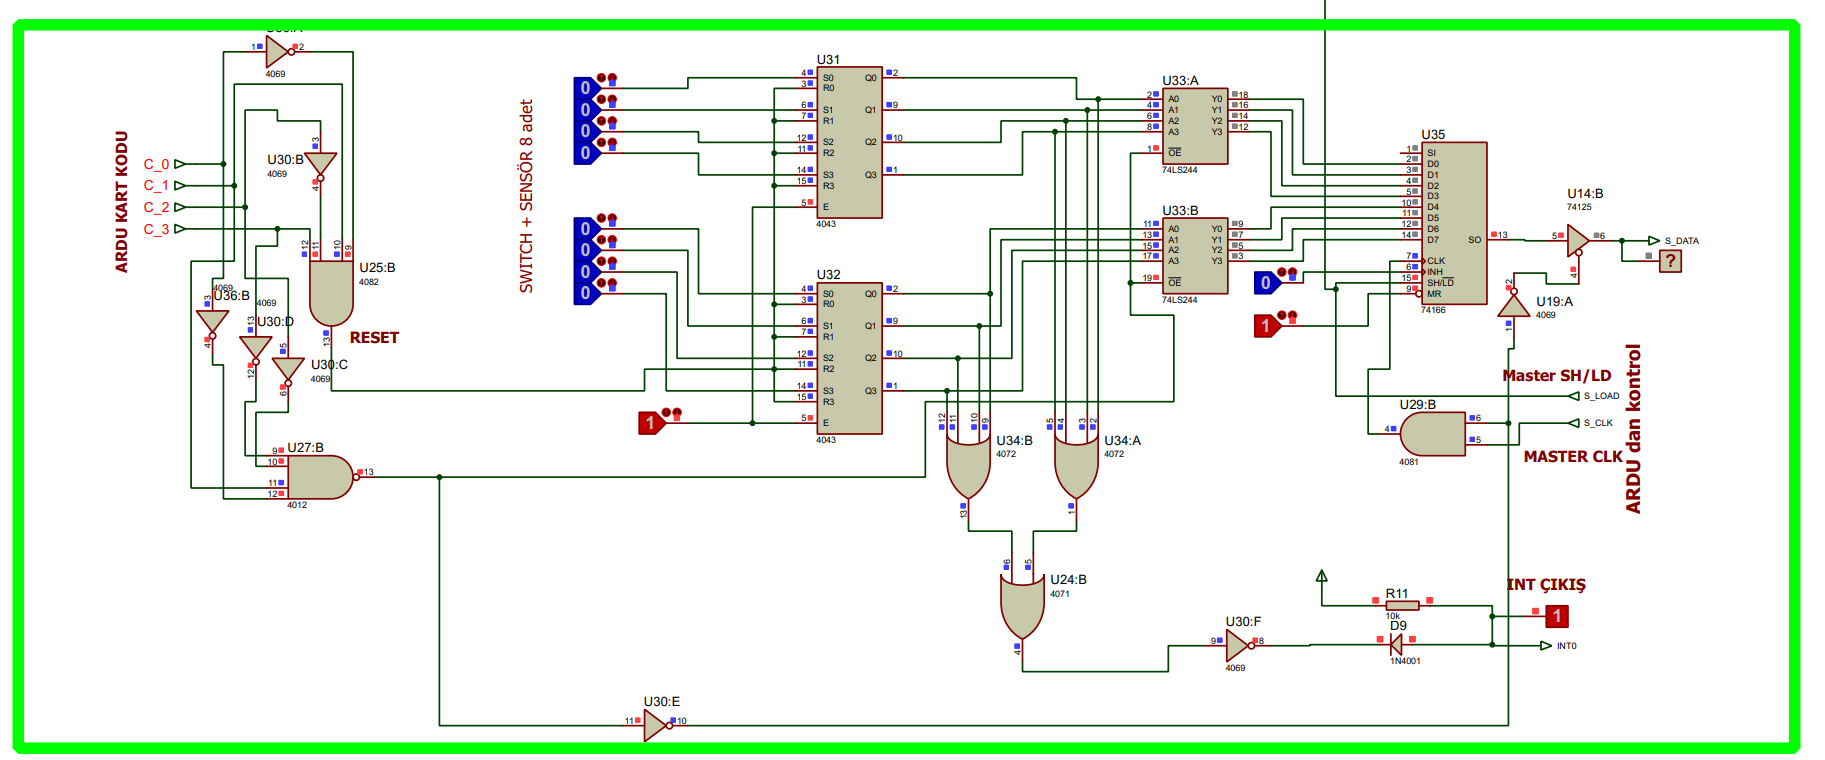 ARDU KART KODU
C_0
C_1
C_2
C_3
1
2
4069
U30:B
4069
3
4
12
11
10
9
U25:B
4082
13
RESET
4069
U36:B
3
4
4069
U30:D
13
12
U30:C
4069
5
6
U27:B
4012
9
10
11
12
13
SWITCH + SENSÖR 8 adet
0
0
0
0
0
0
0
0
1
U31
4 S0 Q0 2
3 R0
6 S1 Q1 9
7 R1
12 S2 Q2 10
11 R2
14 S3 Q3 1
15 R3
5 E
4043
U32
4 S0 Q0 2
3 R0
6 S1 Q1 9
7 R1
12 S2 Q2 10
11 R2
14 S3 Q3 1
15 R3
5 E
4043
U33:A
2 A0 Y0 18
4 A1 Y1 16
6 A2 Y2 14
8 A3 Y3 12
1 OE
74LS244
U33:B
11 A0 Y0 9
13 A1 Y1 7
15 A2 Y2 5
17 A3 Y3 3
19 OE
74LS244
12
11
10
9
U34:B
4072
13
5
4
3
2
U34:A
4072
1
6
5
U24:B
4071
4
0
1
U35
1 SI
2 D0
3 D1
4 D2
5 D3
10 D4
11 D5
12 D6
14 D7
SO 13
7 CLK
6 INH
15 SH/LD
9 MR
74166
U14:B
74125
5
6
4
S_DATA
?
U19:A
4069
2
1
Master SH/LD
S_LOAD
U29:B
4081
4
6
5
S_CLK
MASTER CLK
ARDU dan kontrol
INT ÇIKIŞ
R11
10k
D9
1N4001
1
INT0
U30:F
4069
9
8
U30:E
4069
11
10